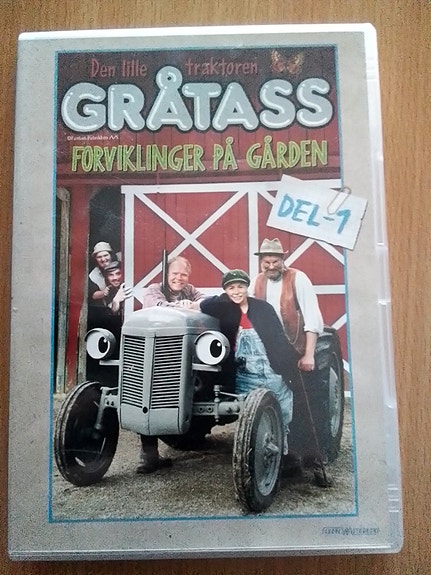 Den lille traktoren
GRÅTASS
FORVIKLINGER PÅ GÅRDEN
DEL-1